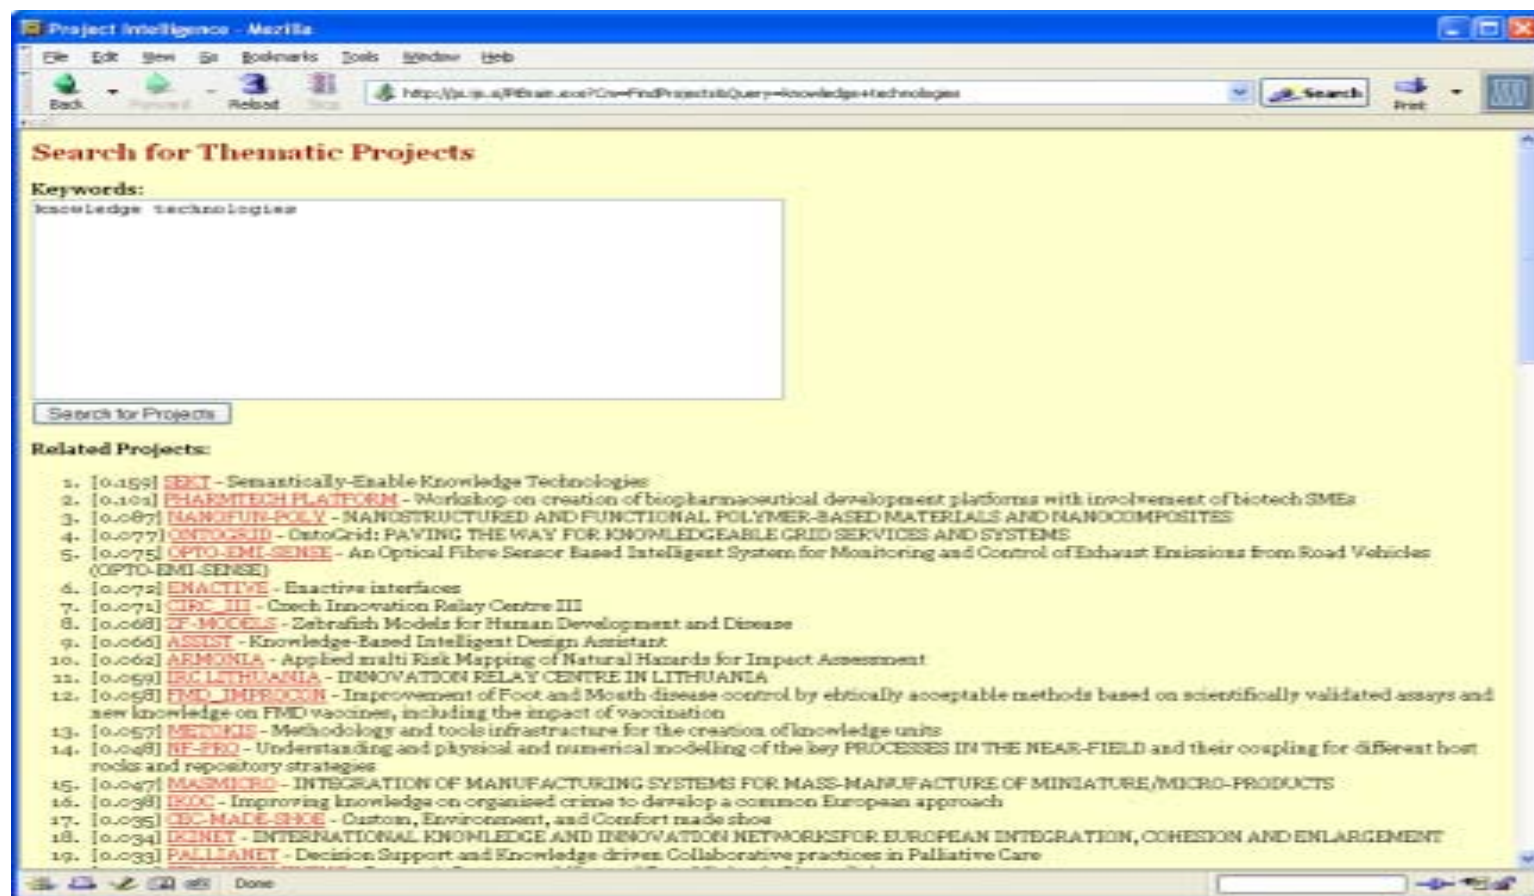 Project Intelligence - Mozilla
File Edit View Go Bookmarks Tools Window Help
Back Forward Reload Stop
Search Print
Search for Thematic Projects
Keywords:
knowledge technologies
Search for Projects
Related Projects:
1. [0.159] SEKT - Semantically-Enable Knowledge Technologies
2. [0.101] PHARMTECH PLATFORM - Workshop on creation of biopharmaceutical development platforms with involvement of biotech SMEs
3. [0.087] NANOFUN-POLY - NANOSTRUCTURED AND FUNCTIONAL POLYMER-BASED MATERIALS AND NANOCOMPOSITES
4. [0.077] ONTOGRID - OntoGrid: PAVING THE WAY FOR KNOWLEDGEABLE GRID SERVICES AND SYSTEMS
5. [0.075] OPTO-EMI-SENSE - An Optical Fibre Sensor Based Intelligent System for Monitoring and Control of Exhaust Emissions from Road Vehicles
(OPTO-EMI-SENSE)
6. [0.072] ENACTIVE - Enactive interfaces
7. [0.071] CIRC_III - Czech Innovation Relay Centre III
8. [0.068] ZF-MODELS - Zebrafish Models for Human Development and Disease
9. [0.066] ASSIST - Knowledge-Based Intelligent Design Assistant
10. [0.062] ARMONIA - Applied multi Risk Mapping of Natural Hazards for Impact Assessment
11. [0.059] IRC LITHUANIA - INNOVATION RELAY CENTRE IN LITHUANIA
12. [0.058] FMD_IMPROCON - Improvement of Foot and Mouth disease control by ehtically acceptable methods based on scientifically validated assays and
new knowledge on FMD vaccines, including the impact of vaccination
13. [0.057] METOKIS - Methodology and tools infrastructure for the creation of knowledge units
14. [0.048] NF-PRO - Understanding and physical and numerical modelling of the key PROCESSES IN THE NEAR-FIELD and their coupling for different host
rocks and repository strategies
15. [0.047] MASMICRO - INTEGRATION OF MANUFACTURING SYSTEMS FOR MASS-MANUFACTURE OF MINIATURE/MICRO-PRODUCTS
16. [0.038] IKOC - Improving knowledge on organised crime to develop a common European approach
17. [0.035] CEC-MADE-SHOE - Custom, Environment, and Comfort made shoe
18. [0.034] IKINET - INTERNATIONAL KNOWLEDGE AND INNOVATION NETWORKSFOR EUROPEAN INTEGRATION, COHESION AND ENLARGEMENT
19. [0.033] PALLIANET - Decision Support and Knowledge driven Collaborative practices in Palliative Care
Done